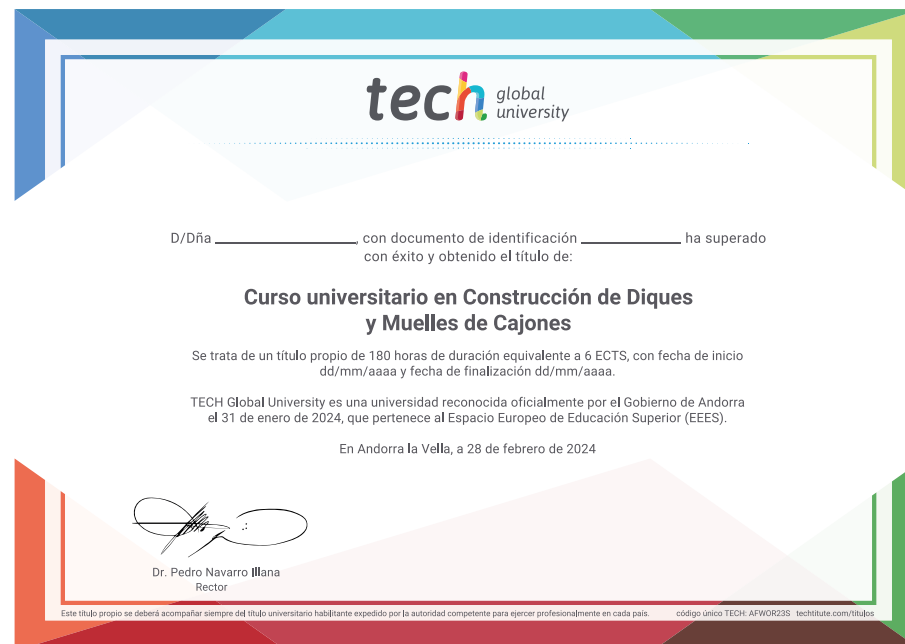 tech global
university
D/Dña ____________________, con documento de identificación ______________ ha superado
con éxito y obtenido el título de:
Curso universitario en Construcción de Diques
y Muelles de Cajones
Se trata de un título propio de 180 horas de duración equivalente a 6 ECTS, con fecha de inicio
dd/mm/aaaa y fecha de finalización dd/mm/aaaa.
TECH Global University es una universidad reconocida oficialmente por el Gobierno de Andorra
el 31 de enero de 2024, que pertenece al Espacio Europeo de Educación Superior (EEES).
En Andorra la Vella, a 28 de febrero de 2024
Dr. Pedro Navarro Illana
Rector
Este título propio se deberá acompañar siempre del título universitario habilitante expedido por la autoridad competente para ejercer profesionalmente en cada país. código único TECH: AFWOR23S techtitute.com/titulos